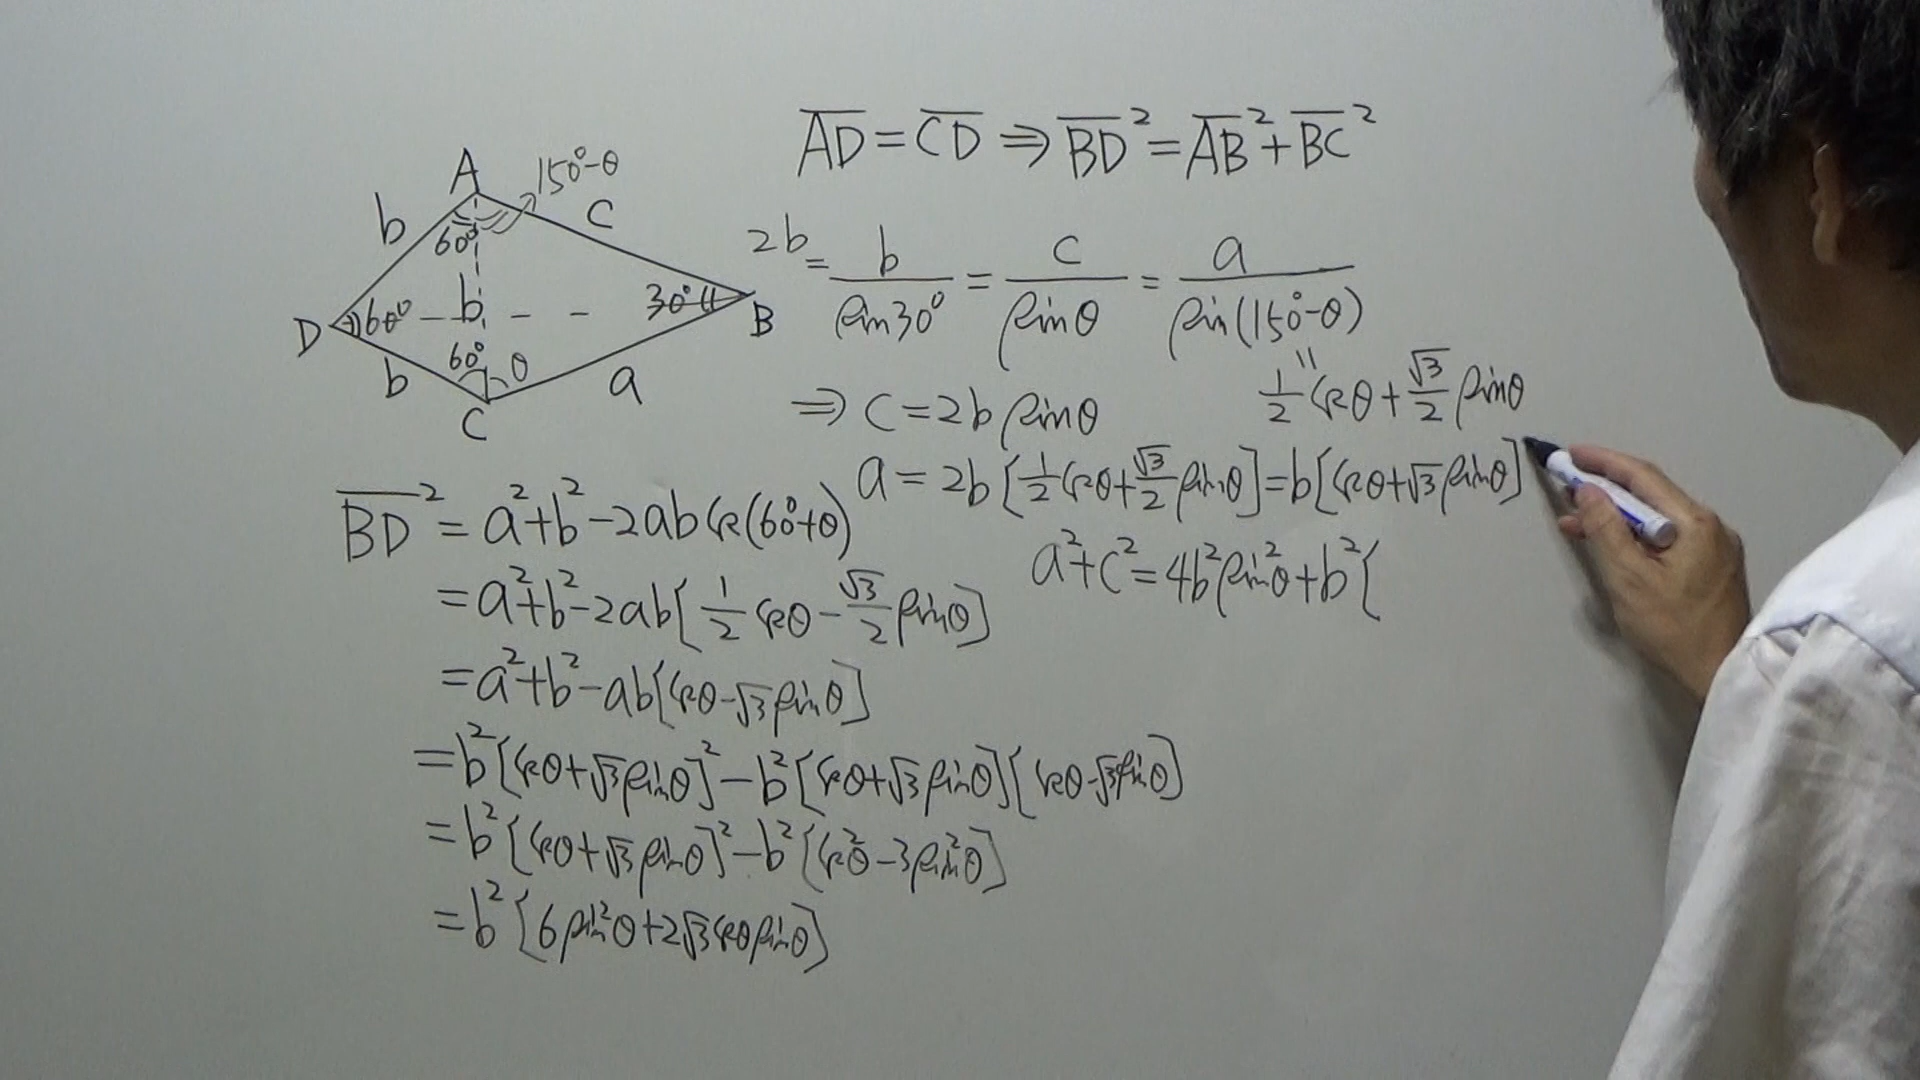 A
150°-θ
b
60°
c
D
60°
b
30°
B
60°
θ
b
a
C
AD = CD ⇒ BD² = AB² + BC²
2b = b/sin30° = c/sinθ = a/sin(150°-θ)
1/2 cosθ + √3/2 sinθ
⇒ c = 2b sinθ
a = 2b[1/2 cosθ + √3/2 sinθ] = b[cosθ + √3 sinθ]
a² + c² = 4b² sin²θ + b²{
BD² = a² + b² - 2ab cos(60°+θ)
= a² + b² - 2ab[1/2 cosθ - √3/2 sinθ]
= a² + b² - ab[cosθ - √3 sinθ]
= b²[cosθ + √3 sinθ]² - b²[cosθ + √3 sinθ][cosθ - √3 sinθ]
= b²[cosθ + √3 sinθ]² - b²[cos²θ - 3 sin²θ]
= b²{6 sin²θ + 2√3 cosθ sinθ}